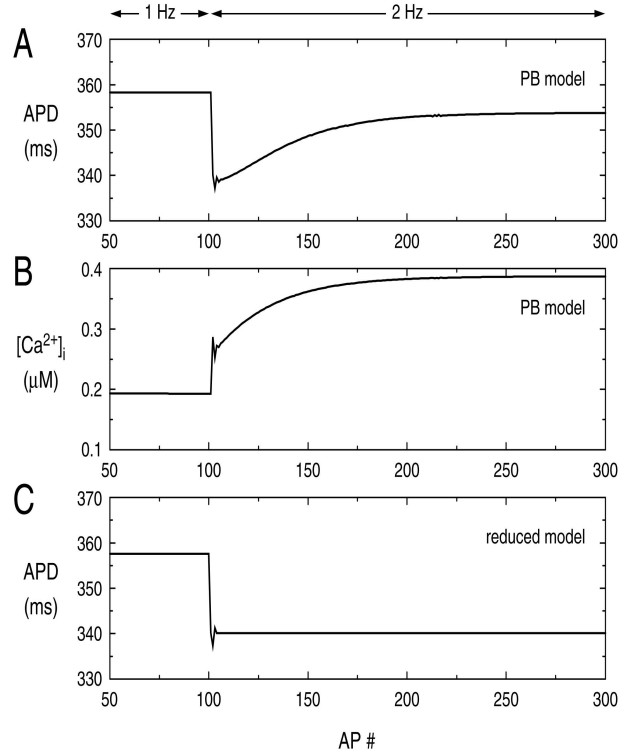 1 Hz 2 Hz
A
370
360
350
340
330
APD
(ms)
PB model
50 100 150 200 250 300
B
0.4
0.3
0.2
0.1
[Ca²⁺]ᵢ
(μM)
PB model
50 100 150 200 250 300
C
370
360
350
340
330
APD
(ms)
reduced model
50 100 150 200 250 300
AP #